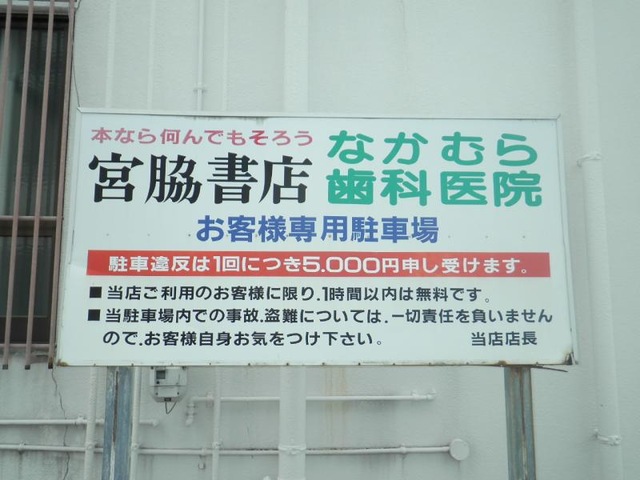 本なら何んでもそろう
宮脇書店
なかむら
歯科医院
お客様専用駐車場
駐車違反は1回につき5.000円申し受けます。
■当店ご利用のお客様に限り.1時間以内は無料です。
■当駐車場内での事故.盗難については.一切責任を負いません
ので.お客様自身お気をつけ下さい。 当店店長